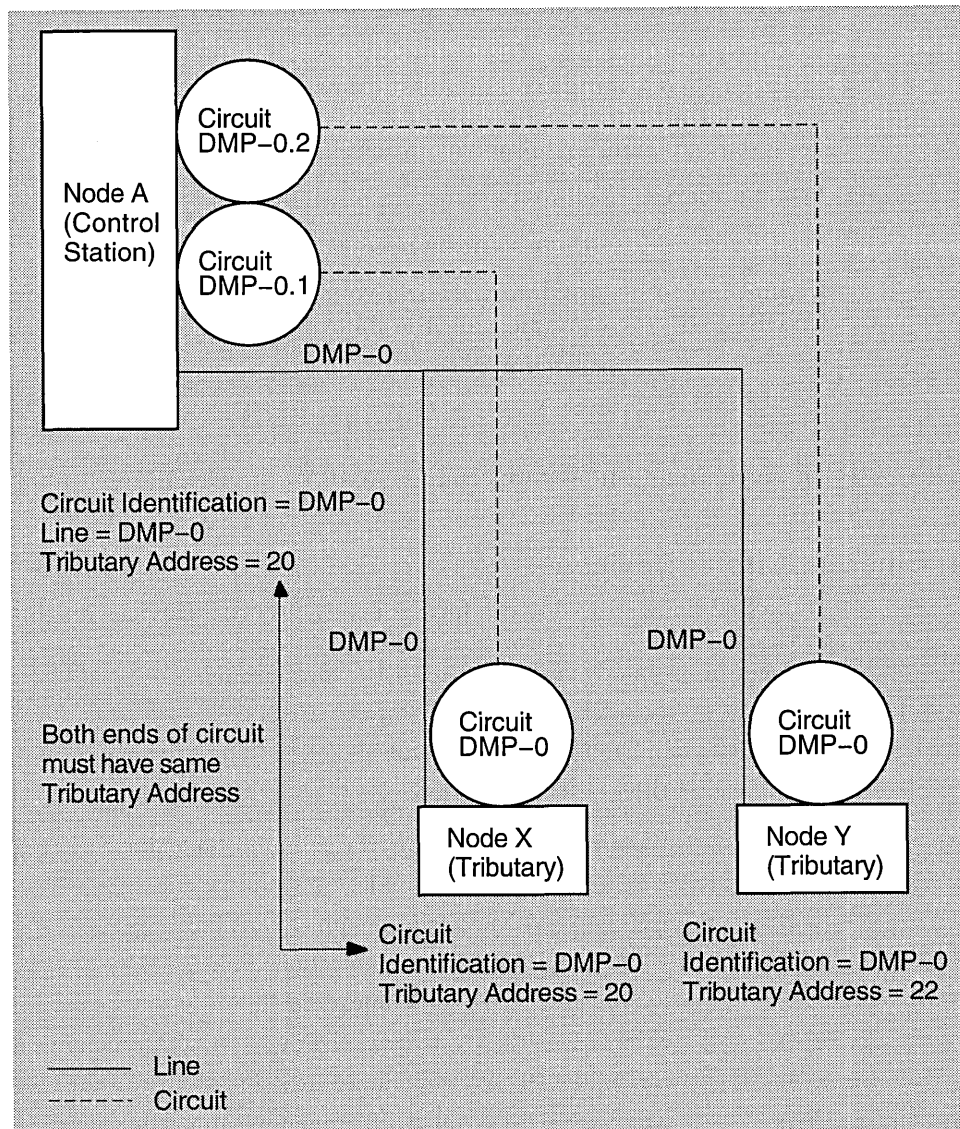 Circuit
DMP−0.2
Node A
(Control
Station)
Circuit
DMP−0.1
DMP−0
Circuit Identification = DMP−0
Line = DMP−0
Tributary Address = 20
DMP−0
DMP−0
Both ends of circuit
must have same
Tributary Address
Circuit
DMP−0
Circuit
DMP−0
Node X
(Tributary)
Node Y
(Tributary)
Circuit
Identification = DMP−0
Tributary Address = 20
Circuit
Identification = DMP−0
Tributary Address = 22
Line
Circuit